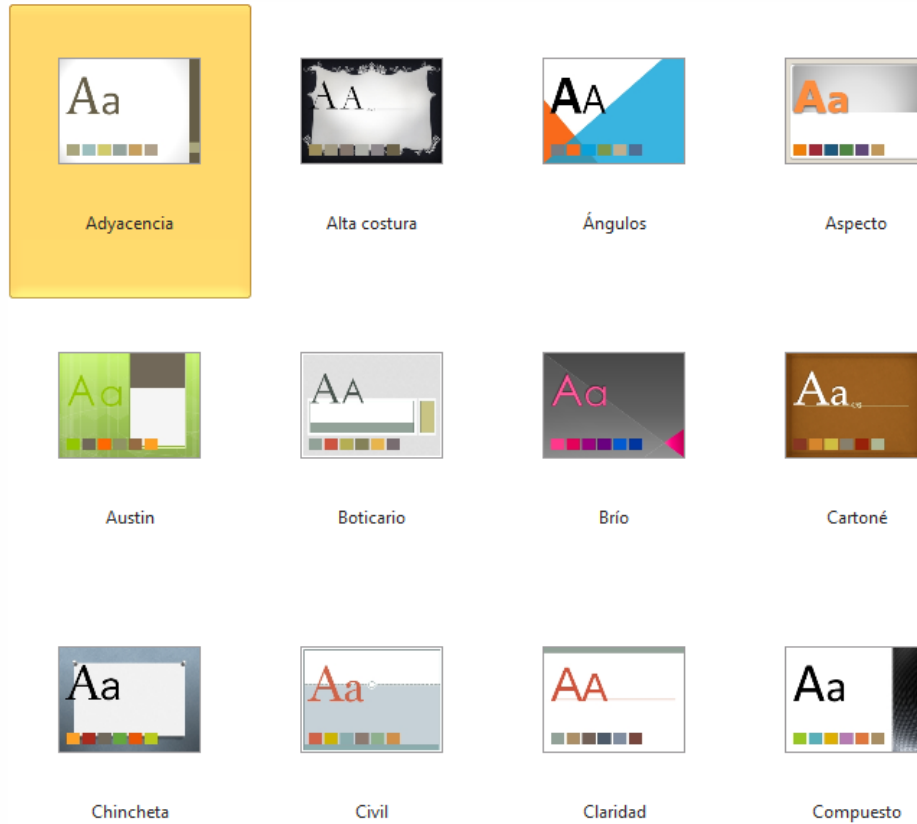 Aa
AA
AA
Aa
Adyacencia
Alta costura
Ángulos
Aspecto
Aa
AA
Aa
Aa
Austin
Boticario
Brío
Cartoné
Aa
Aa
AA
Aa
Chincheta
Civil
Claridad
Compuesto